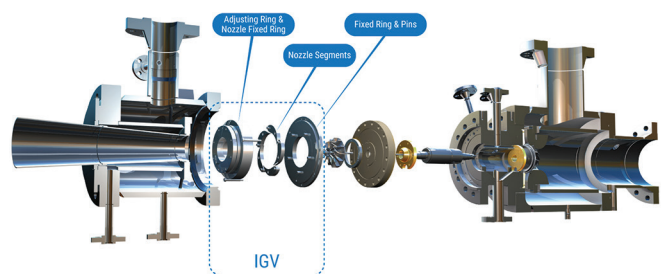 Adjusting Ring &
Nozzle Fixed Ring
Nozzle Segments
Fixed Ring & Pins
IGV